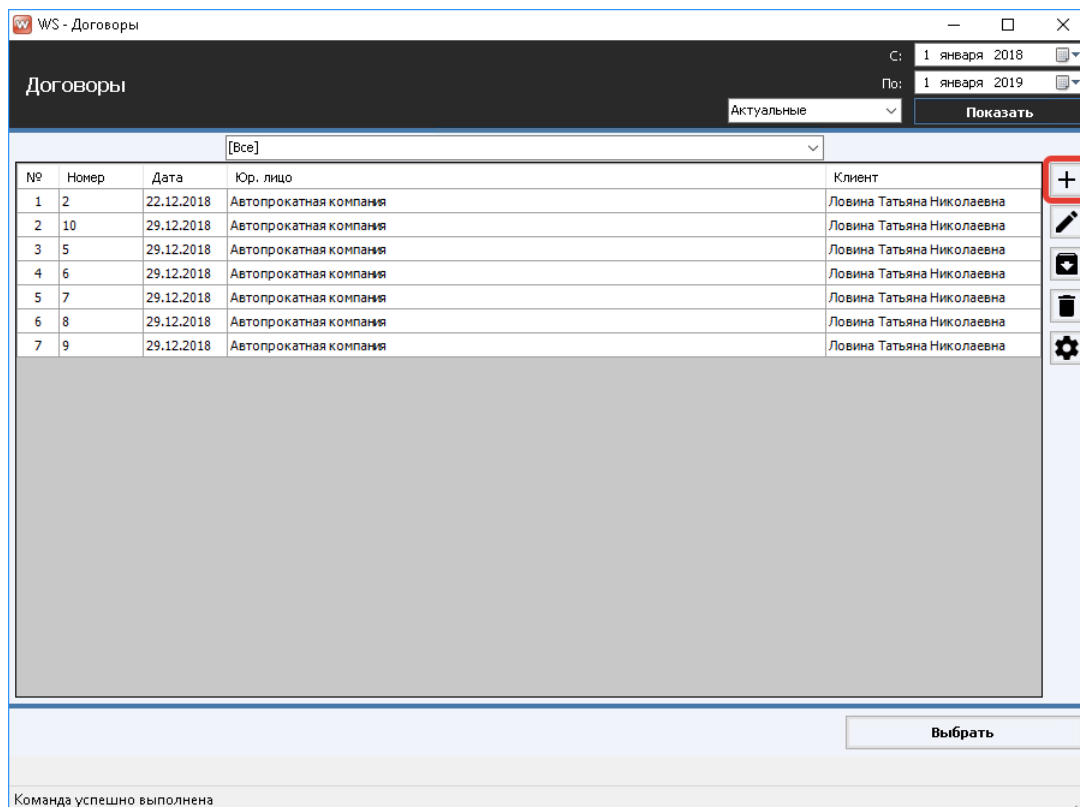 WS - Договоры
С: 1 января 2018
Договоры
По: 1 января 2019
Актуальные Показать
[Все]
№ Номер Дата Юр. лицо Клиент
1 2 22.12.2018 Автопрокатная компания Ловина Татьяна Николаевна
2 10 29.12.2018 Автопрокатная компания Ловина Татьяна Николаевна
3 5 29.12.2018 Автопрокатная компания Ловина Татьяна Николаевна
4 6 29.12.2018 Автопрокатная компания Ловина Татьяна Николаевна
5 7 29.12.2018 Автопрокатная компания Ловина Татьяна Николаевна
6 8 29.12.2018 Автопрокатная компания Ловина Татьяна Николаевна
7 9 29.12.2018 Автопрокатная компания Ловина Татьяна Николаевна
Выбрать
Команда успешно выполнена